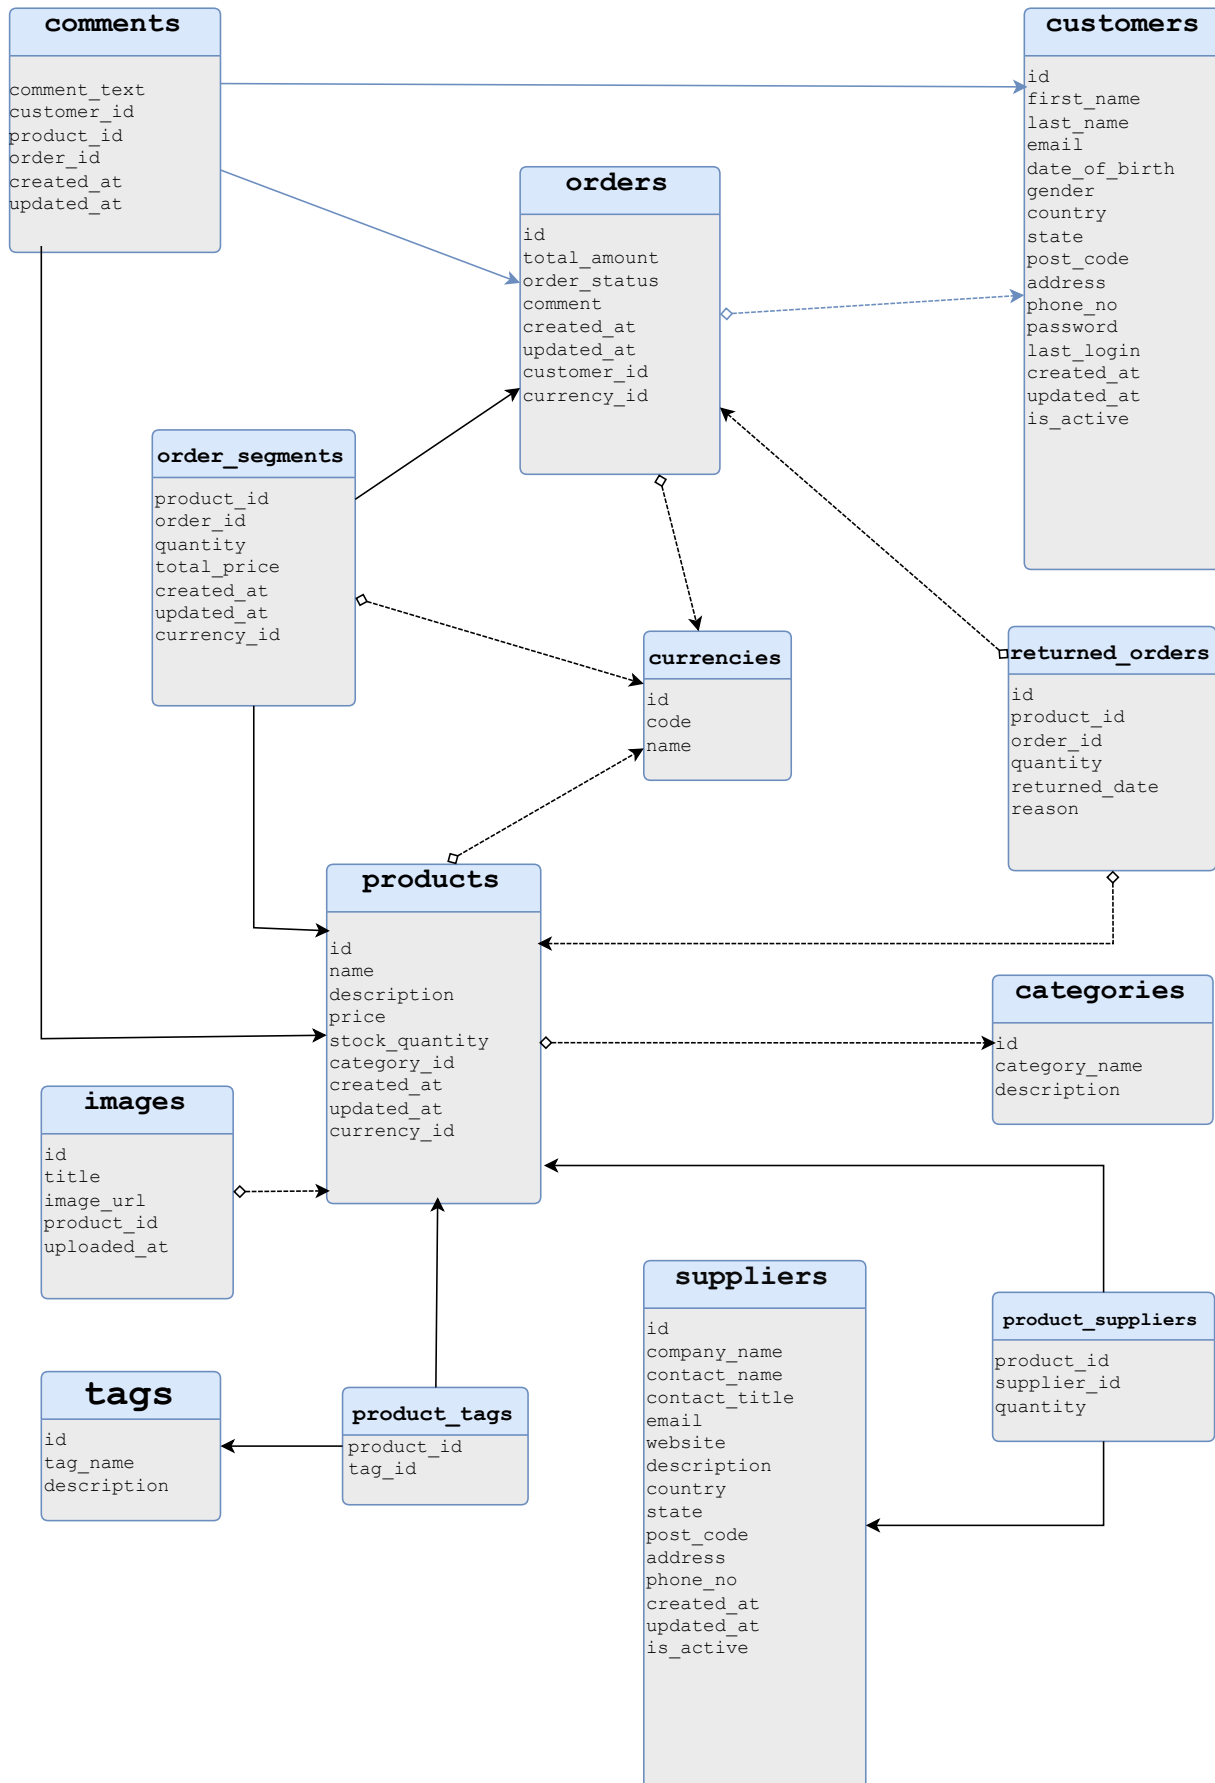 comments
comment_text
customer_id
product_id
order_id
created_at
updated_at
customers
id
first_name
last_name
email
date_of_birth
gender
country
state
post_code
address
phone_no
password
last_login
created_at
updated_at
is_active
orders
id
total_amount
order_status
comment
created_at
updated_at
customer_id
currency_id
order_segments
product_id
order_id
quantity
total_price
created_at
updated_at
currency_id
currencies
id
code
name
returned_orders
id
product_id
order_id
quantity
returned_date
reason
products
id
name
description
price
stock_quantity
category_id
created_at
updated_at
currency_id
categories
id
category_name
description
images
id
title
image_url
product_id
uploaded_at
suppliers
id
company_name
contact_name
contact_title
email
website
description
country
state
post_code
address
phone_no
created_at
updated_at
is_active
product_suppliers
product_id
supplier_id
quantity
tags
id
tag_name
description
product_tags
product_id
tag_id